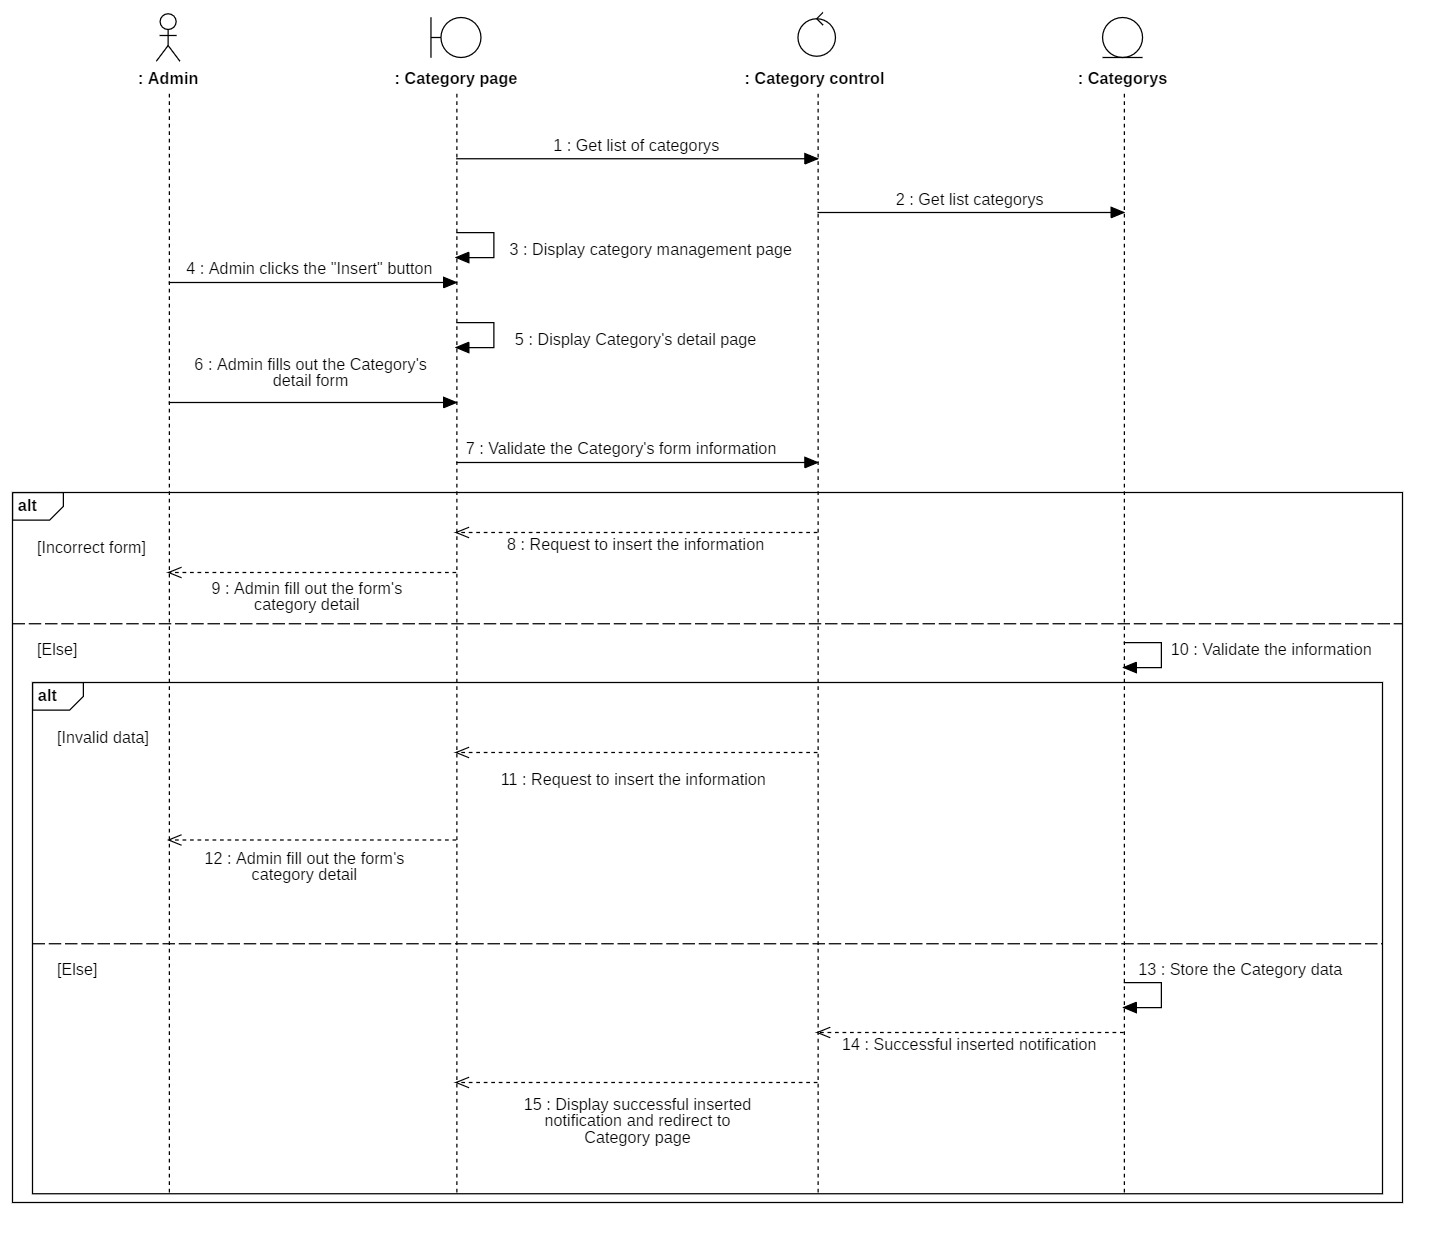 : Admin
: Category page
: Category control
: Categorys
1 : Get list of categorys
2 : Get list categorys
3 : Display category management page
4 : Admin clicks the "Insert" button
5 : Display Category's detail page
6 : Admin fills out the Category's
detail form
7 : Validate the Category's form information
alt
[Incorrect form]
8 : Request to insert the information
9 : Admin fill out the form's
category detail
[Else]
10 : Validate the information
alt
[Invalid data]
11 : Request to insert the information
12 : Admin fill out the form's
category detail
[Else]
13 : Store the Category data
14 : Successful inserted notification
15 : Display successful inserted
notification and redirect to
Category page